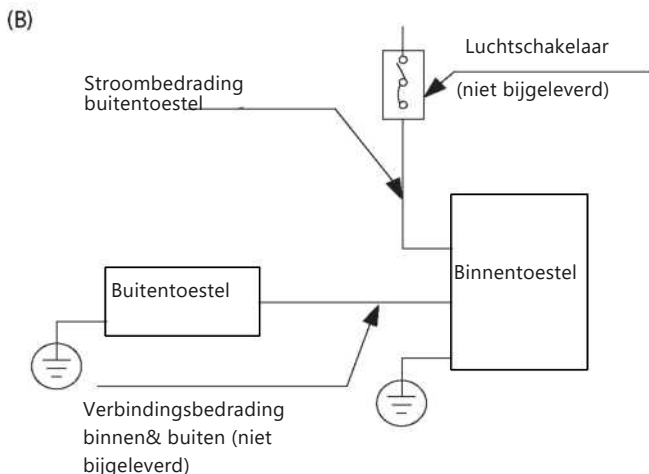 (B)
Luchtschakelaar
(niet bijgeleverd)
Stroombedrading
buitentoestel
Binnentoestel
Buitentoestel
Verbindingsbedrading
binnen& buiten (niet
bijgeleverd)